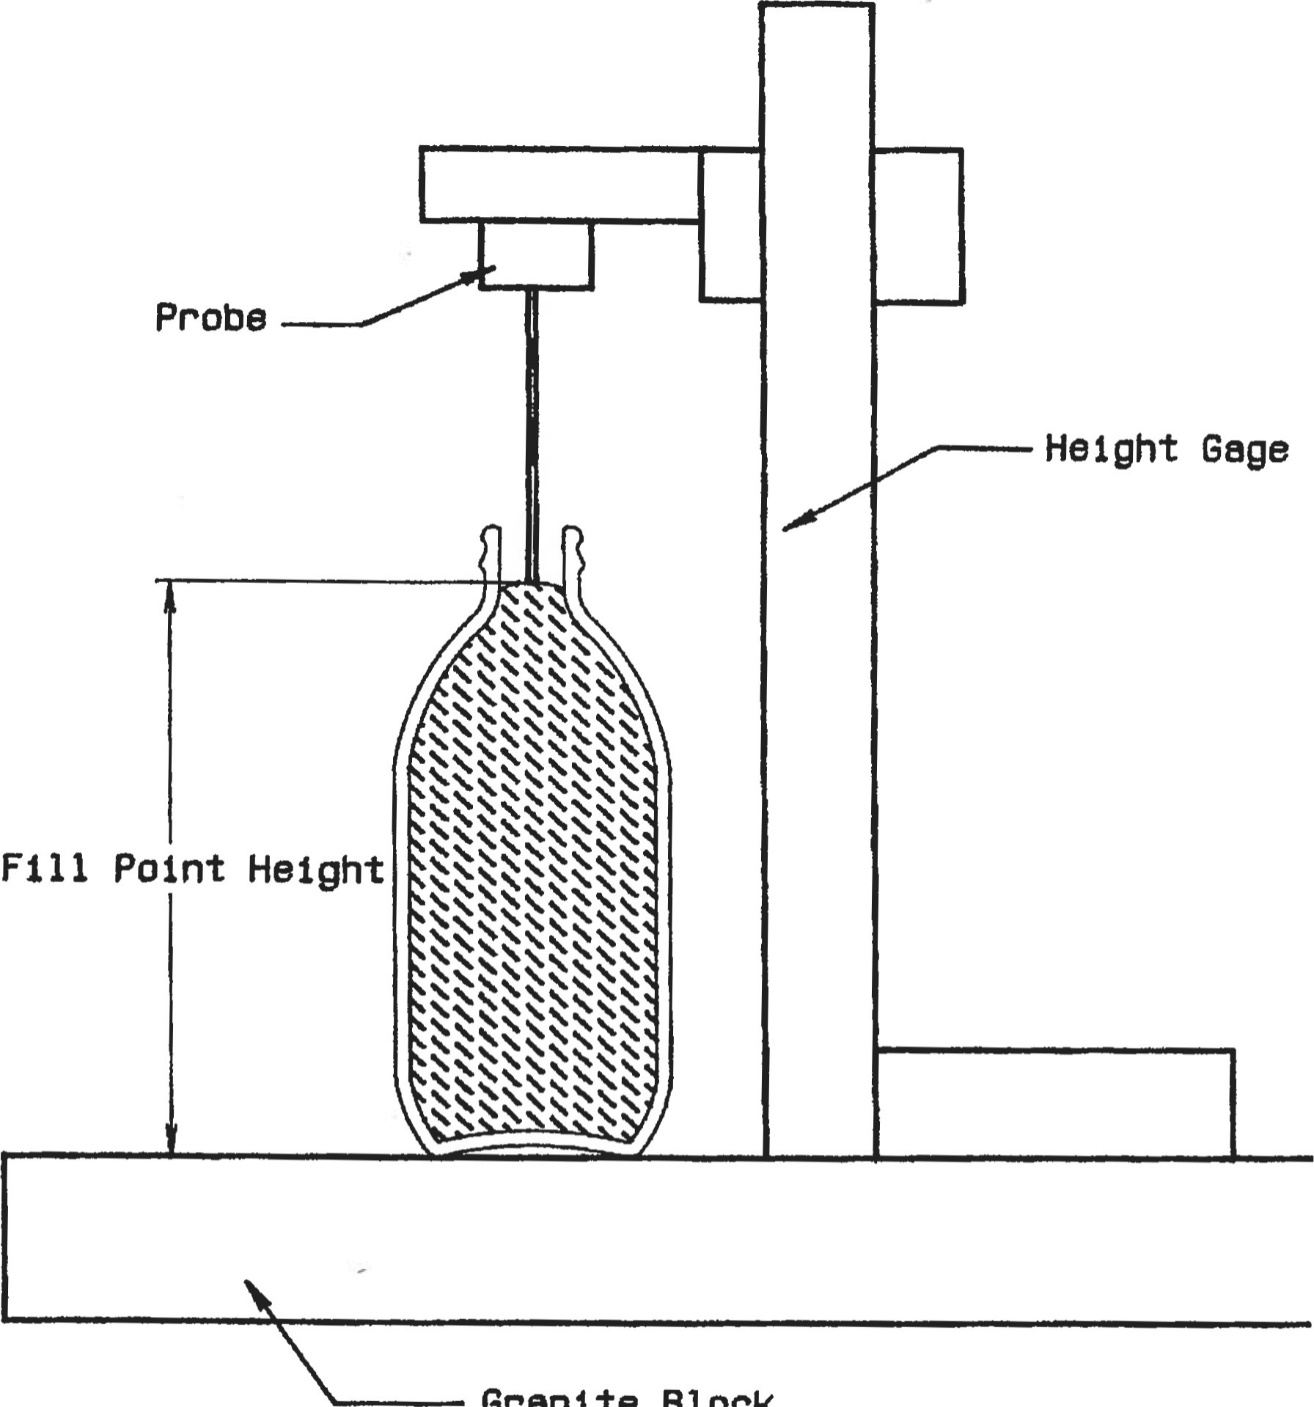 Probe
Height Gage
Fill Point Height
Granite Block